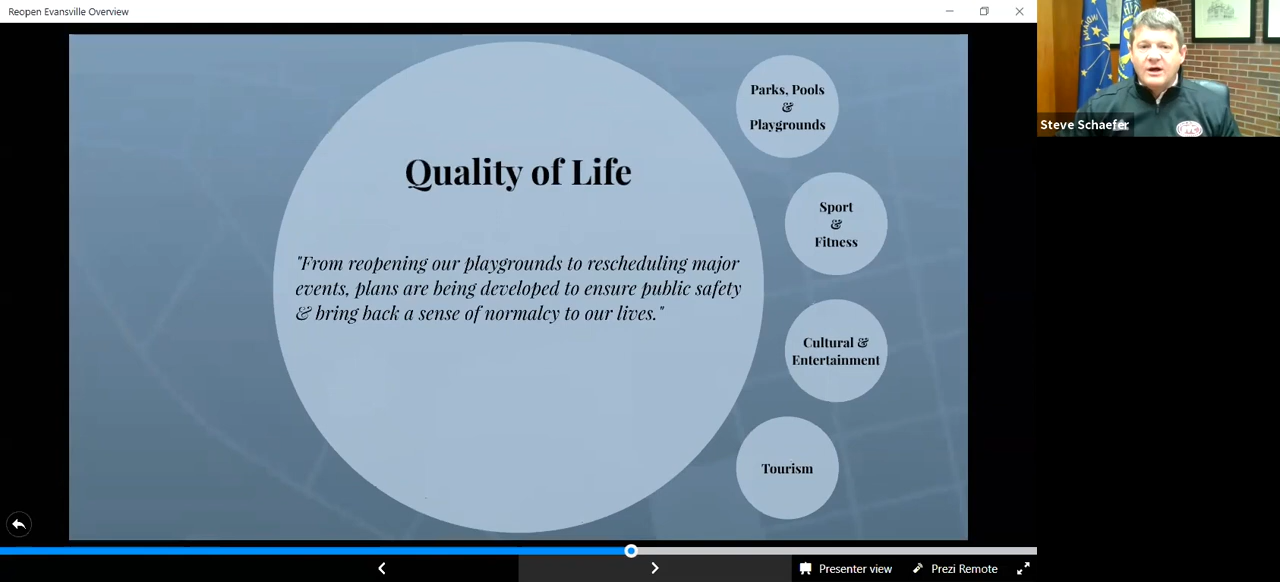 Reopen Evansville Overview
Quality of Life
"From reopening our playgrounds to rescheduling major
events, plans are being developed to ensure public safety
& bring back a sense of normalcy to our lives."
Parks, Pools
&
Playgrounds
Sport
&
Fitness
Cultural &
Entertainment
Tourism
Steve Schaefer
Presenter view
Prezi Remote